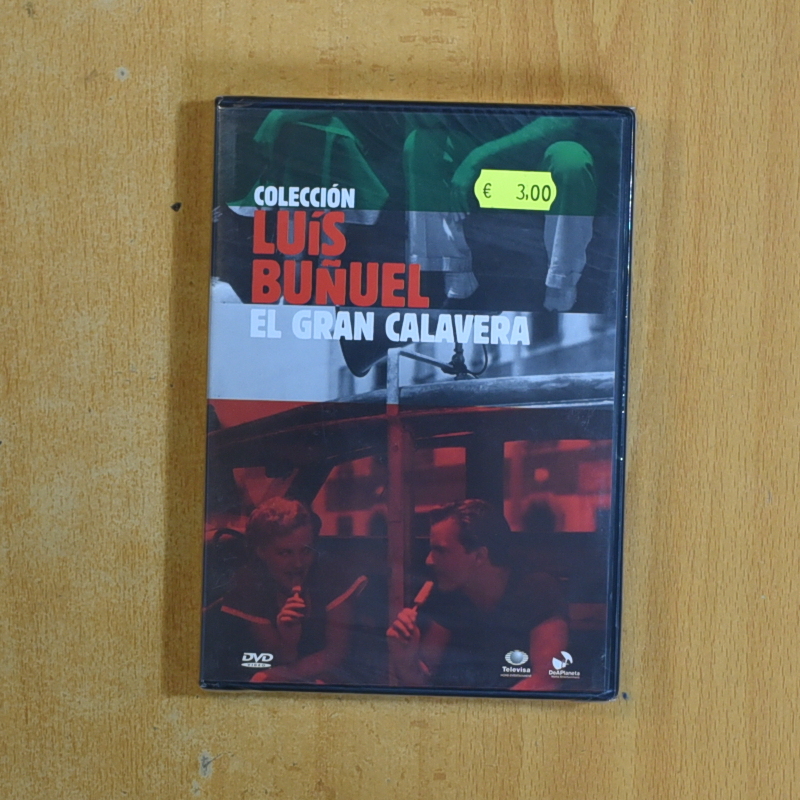 € 3,00
COLECCIÓN
LUÍS
BUÑUEL
EL GRAN CALAVERA
DVD
VIDEO
Televisa
DeAPlaneta